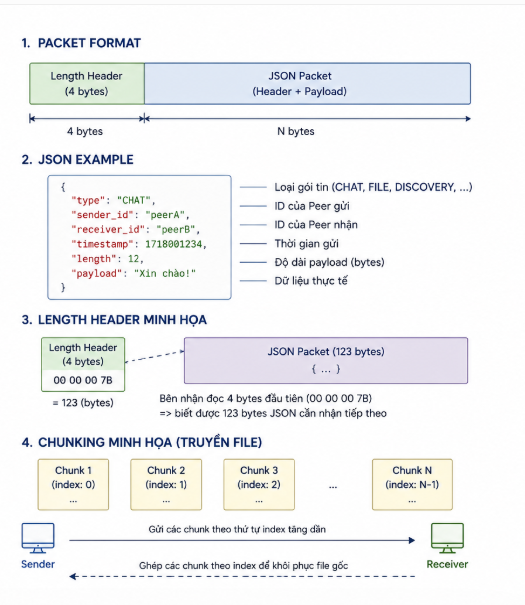 1. PACKET FORMAT
Length Header
(4 bytes)
JSON Packet
(Header + Payload)
4 bytes
N bytes
2. JSON EXAMPLE
{
"type": "CHAT",
"sender_id": "peerA",
"receiver_id": "peerB",
"timestamp": 1718001234,
"length": 12,
"payload": "Xin chào!"
}
Loại gói tin (CHAT, FILE, DISCOVERY, ...)
ID của Peer gửi
ID của Peer nhận
Thời gian gửi
Độ dài payload (bytes)
Dữ liệu thực tế
3. LENGTH HEADER MINH HỌA
Length Header
(4 bytes)
00 00 00 7B
= 123 (bytes)
JSON Packet (123 bytes)
{ ... }
Bên nhận đọc 4 bytes đầu tiên (00 00 00 7B)
=> biết được 123 bytes JSON cần nhận tiếp theo
4. CHUNKING MINH HỌA (TRUYỀN FILE)
Chunk 1
(index: 0)
...
Chunk 2
(index: 1)
...
Chunk 3
(index: 2)
...
...
Chunk N
(index: N-1)
...
Gửi các chunk theo thứ tự index tăng dần
Sender
Ghép các chunk theo index để khôi phục file gốc
Receiver